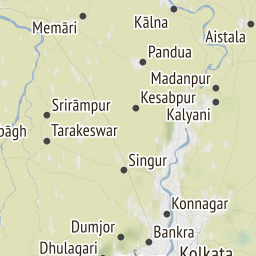 Kālna
Memāri
Aistala
Pandua
Madanpur
Kesabpur
Srirāmpur
Kalyani
bāgh
Tarakeswar
Singur
Konnagar
Dumjor
Bankra
Dhulagari
Kolkata